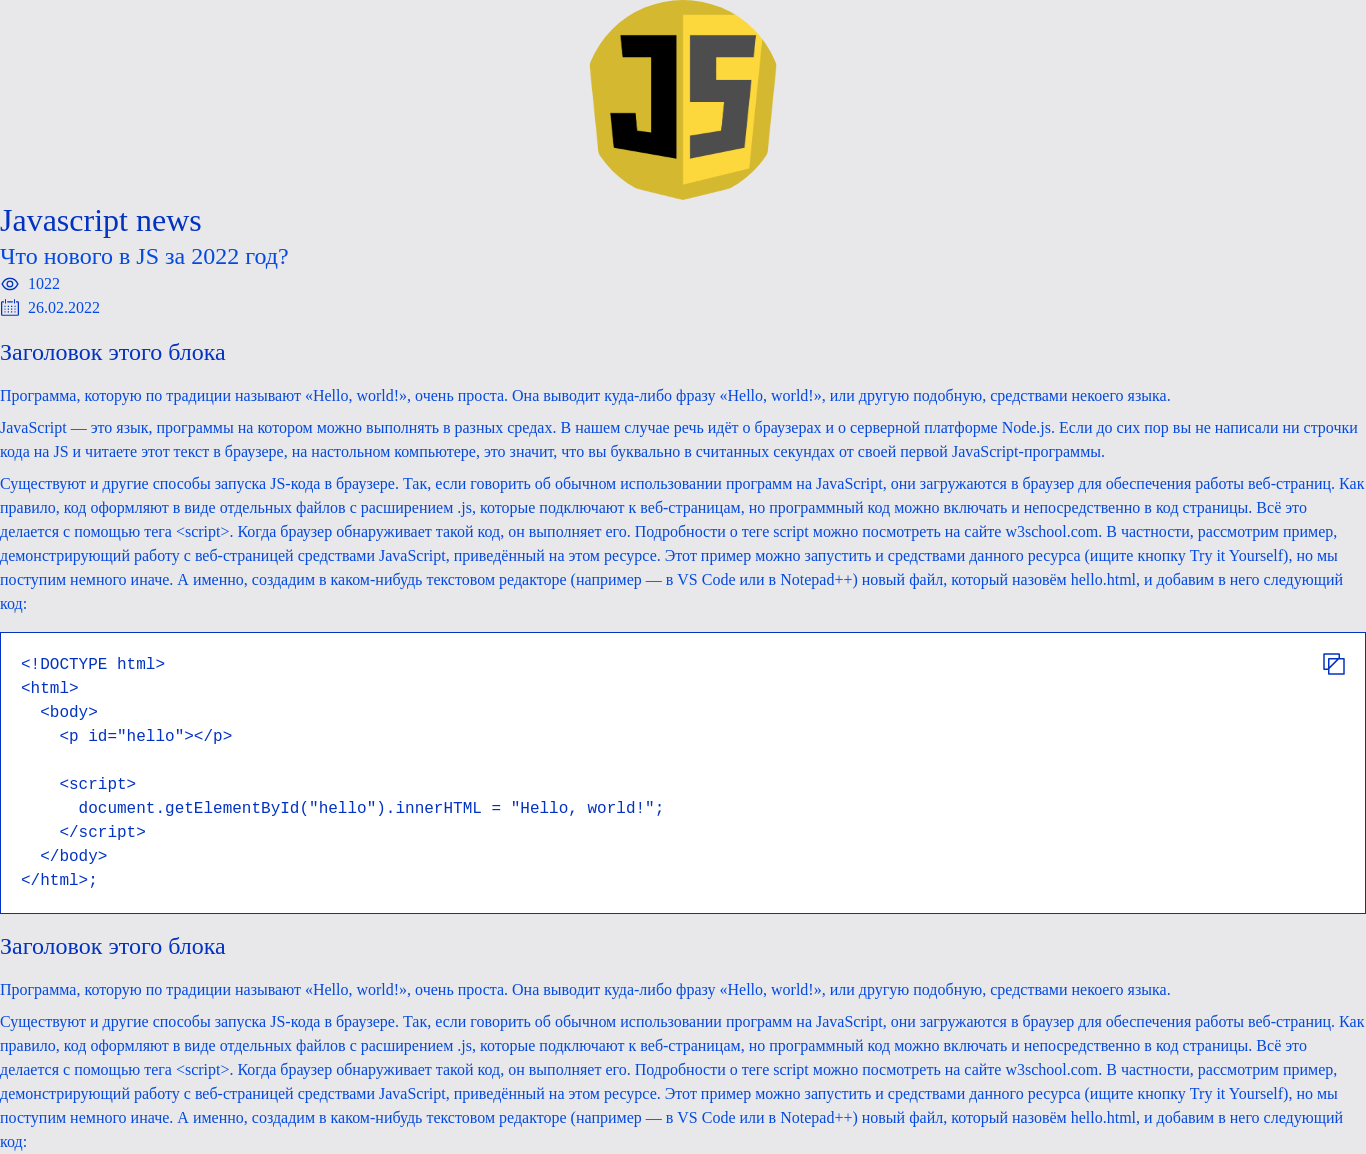 JS
Javascript news
Что нового в JS за 2022 год?
1022
26.02.2022
Заголовок этого блока
Программа, которую по традиции называют «Hello, world!», очень проста. Она выводит куда-либо фразу «Hello, world!», или другую подобную, средствами некоего языка.
JavaScript — это язык, программы на котором можно выполнять в разных средах. В нашем случае речь идёт о браузерах и о серверной платформе Node.js. Если до сих пор вы не написали ни строчки
кода на JS и читаете этот текст в браузере, на настольном компьютере, это значит, что вы буквально в считанных секундах от своей первой JavaScript-программы.
Существуют и другие способы запуска JS-кода в браузере. Так, если говорить об обычном использовании программ на JavaScript, они загружаются в браузер для обеспечения работы веб-страниц. Как
правило, код оформляют в виде отдельных файлов с расширением .js, которые подключают к веб-страницам, но программный код можно включать и непосредственно в код страницы. Всё это
делается с помощью тега <script>. Когда браузер обнаруживает такой код, он выполняет его. Подробности о теге script можно посмотреть на сайте w3school.com. В частности, рассмотрим пример,
демонстрирующий работу с веб-страницей средствами JavaScript, приведённый на этом ресурсе. Этот пример можно запустить и средствами данного ресурса (ищите кнопку Try it Yourself), но мы
поступим немного иначе. А именно, создадим в каком-нибудь текстовом редакторе (например — в VS Code или в Notepad++) новый файл, который назовём hello.html, и добавим в него следующий
код:
<!DOCTYPE html>
<html>
  <body>
    <p id="hello"></p>
    <script>
      document.getElementById("hello").innerHTML = "Hello, world!";
    </script>
  </body>
</html>;
Заголовок этого блока
Программа, которую по традиции называют «Hello, world!», очень проста. Она выводит куда-либо фразу «Hello, world!», или другую подобную, средствами некоего языка.
Существуют и другие способы запуска JS-кода в браузере. Так, если говорить об обычном использовании программ на JavaScript, они загружаются в браузер для обеспечения работы веб-страниц. Как
правило, код оформляют в виде отдельных файлов с расширением .js, которые подключают к веб-страницам, но программный код можно включать и непосредственно в код страницы. Всё это
делается с помощью тега <script>. Когда браузер обнаруживает такой код, он выполняет его. Подробности о теге script можно посмотреть на сайте w3school.com. В частности, рассмотрим пример,
демонстрирующий работу с веб-страницей средствами JavaScript, приведённый на этом ресурсе. Этот пример можно запустить и средствами данного ресурса (ищите кнопку Try it Yourself), но мы
поступим немного иначе. А именно, создадим в каком-нибудь текстовом редакторе (например — в VS Code или в Notepad++) новый файл, который назовём hello.html, и добавим в него следующий
код: